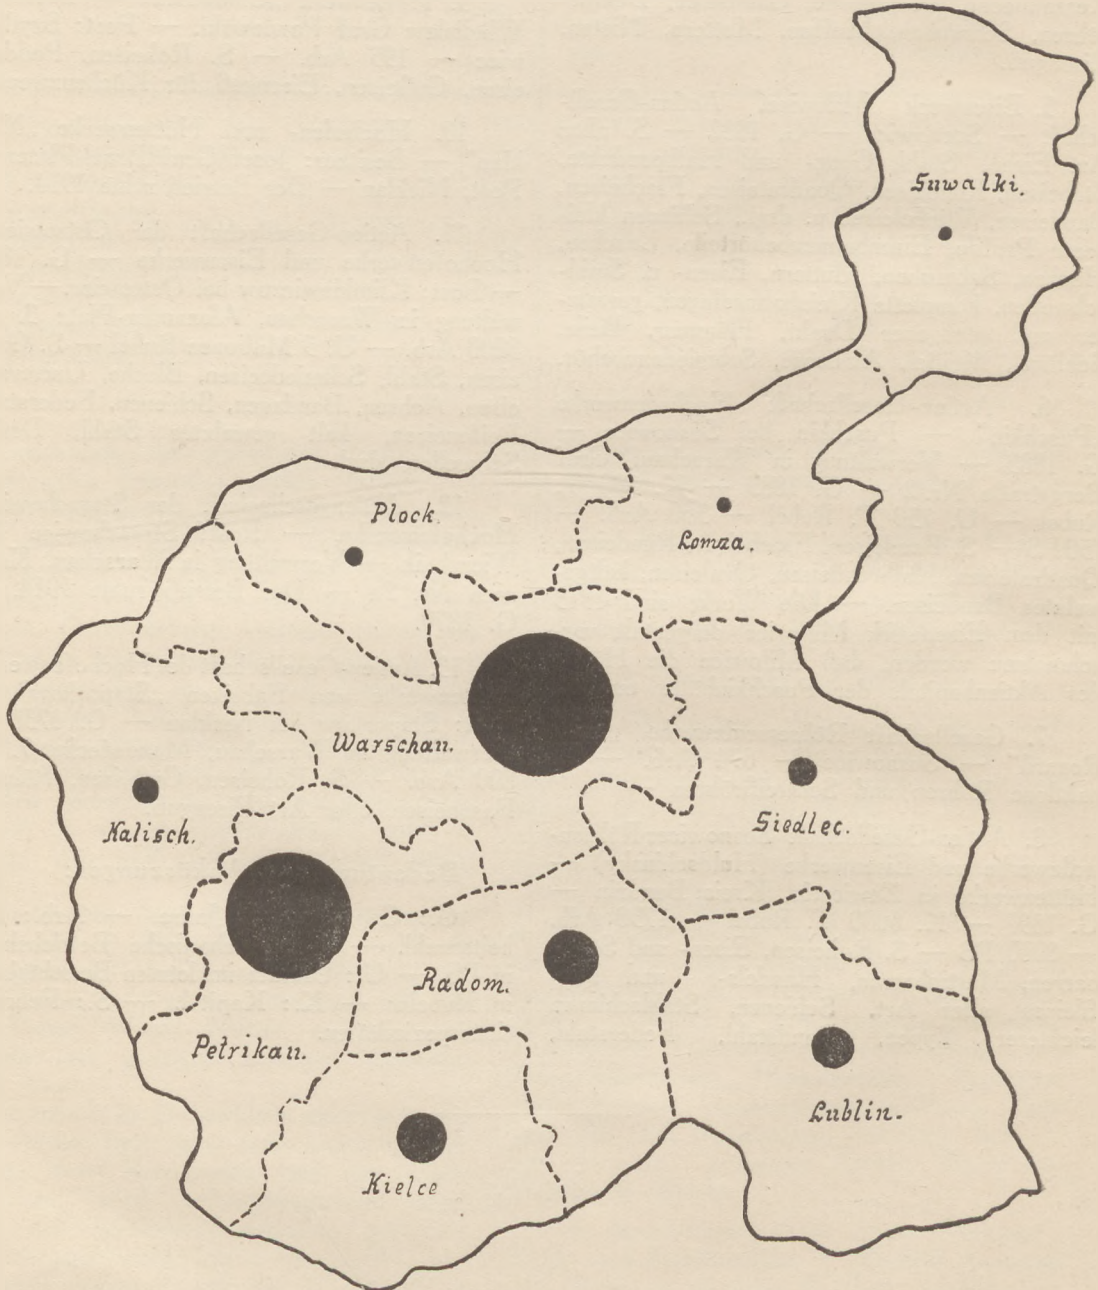 Suwalki.
Plock.
Lomza.
Warschau.
Kalisch.
Siedlec.
Radom.
Petrikau.
Lublin.
Kielce